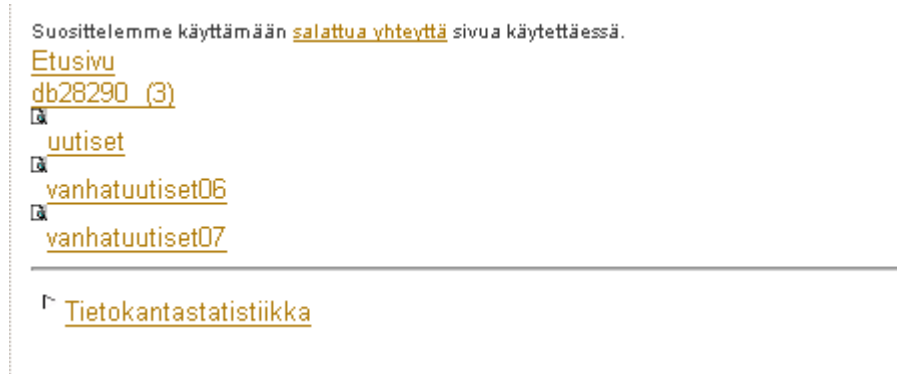 Suosittelemme käyttämään salattua yhteyttä sivua käytettäessä.
Etusivu
db28290 (3)
uutiset
vanhatuutiset06
vanhatuutiset07
Tietokantastatistiikka